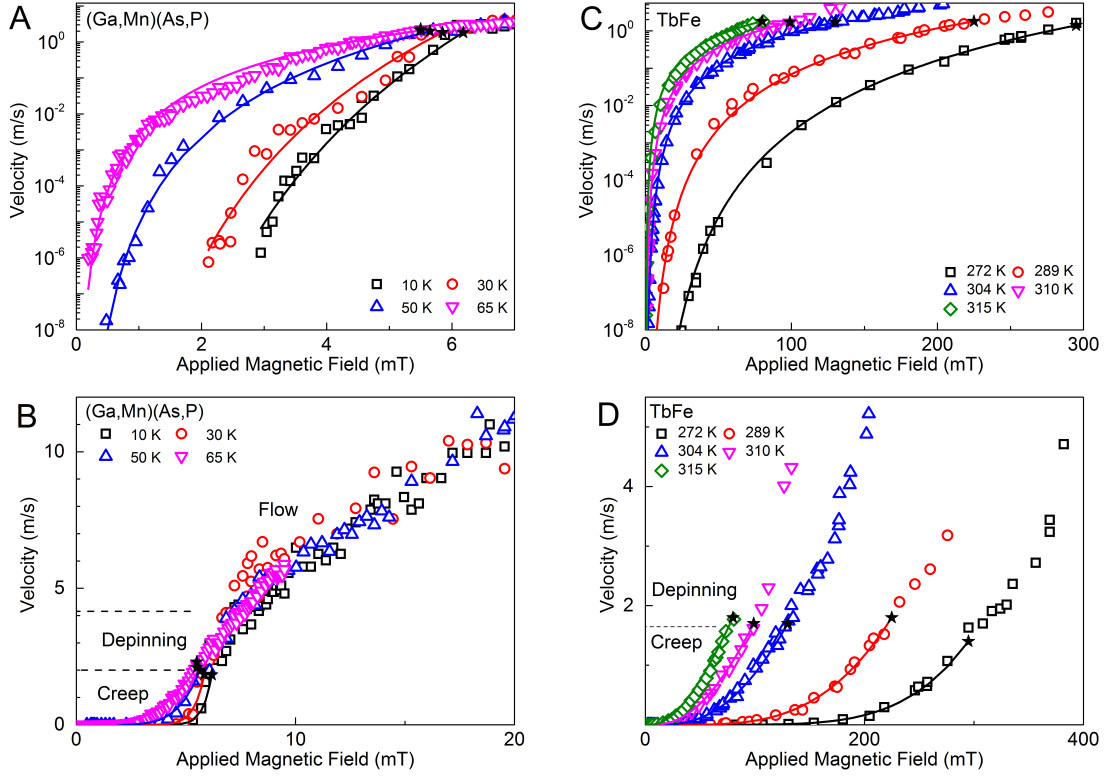 A
(Ga,Mn)(As,P)
Velocity (m/s)
10^0
10^-2
10^-4
10^-6
10^-8
10 K 30 K
50 K 65 K
0 2 4 6
Applied Magnetic Field (mT)
C
TbFe
Velocity (m/s)
10^0
10^-2
10^-4
10^-6
10^-8
272 K 289 K
304 K 310 K
315 K
0 100 200 300
Applied Magnetic Field (mT)
B
(Ga,Mn)(As,P)
10 K 30 K
50 K 65 K
Flow
Depinning
Creep
Velocity (m/s)
10
5
0
0 10 20
Applied Magnetic Field (mT)
D
TbFe
272 K 289 K
304 K 310 K
315 K
Depinning
Creep
Velocity (m/s)
4
2
0
0 200 400
Applied Magnetic Field (mT)